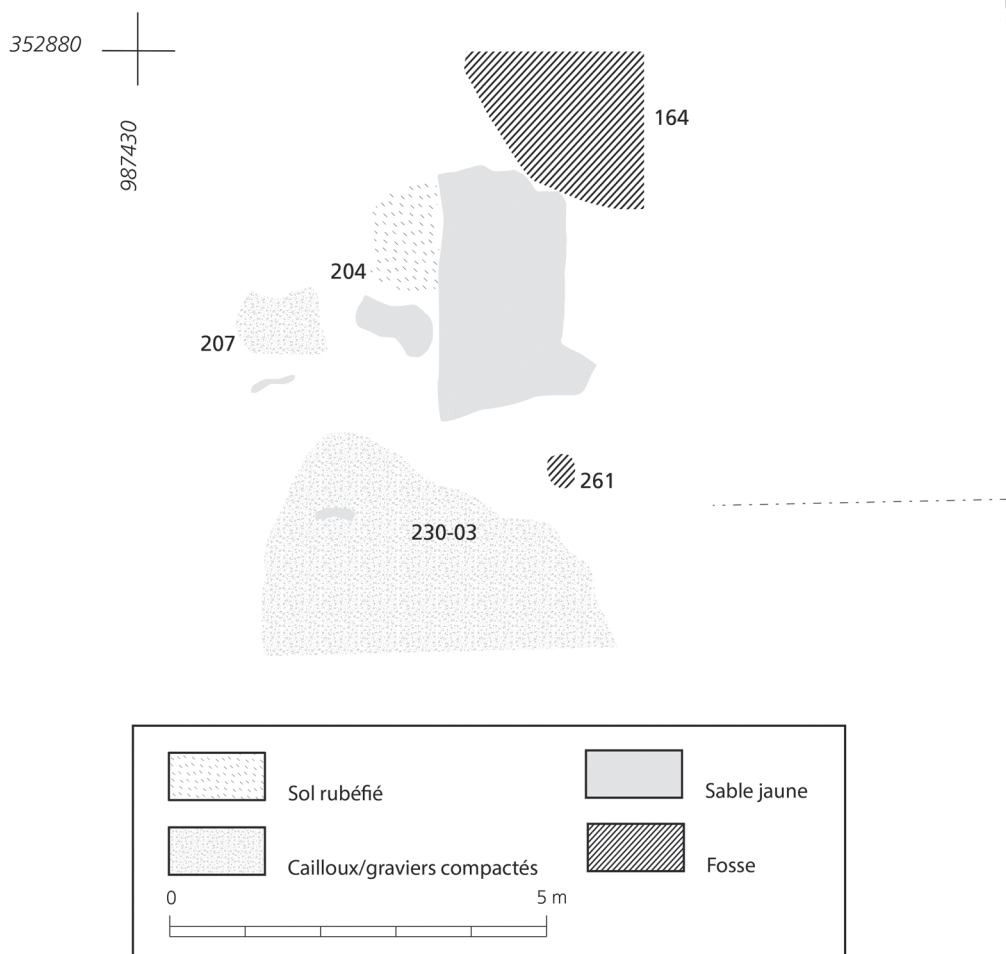 352880
987430
164
204
207
261
230-03
Sol rubéfié
Sable jaune
Cailloux/graviers compactés
Fosse
0
5 m